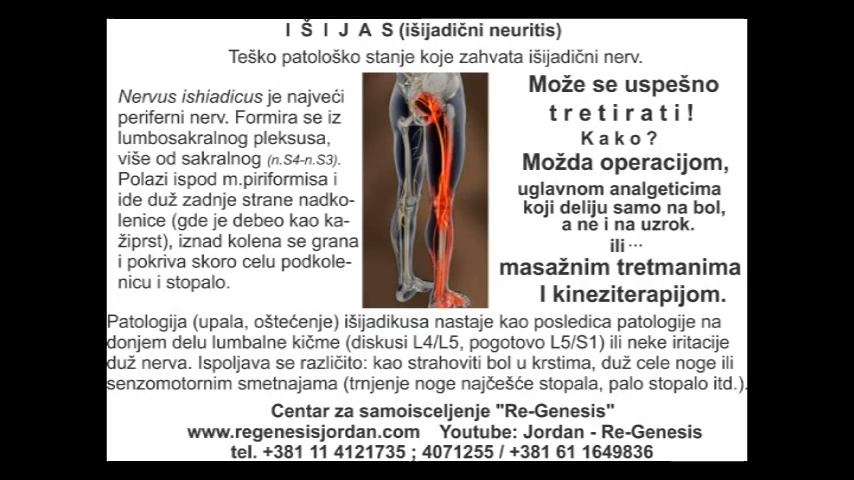 I Š I J A S (išijadični neuritis)
Teško patološko stanje koje zahvata išijadični nerv.
Nervus ishiadicus je najveći
periferni nerv. Formira se iz
lumbosakralnog pleksusa,
više od sakralnog (n.S4-n.S3).
Polazi ispod m.piriformisa i
ide duž zadnje strane nadko-
lenice (gde je debeo kao ka-
žiprst), iznad kolena se grana
i pokriva skoro celu podkole-
nicu i stopalo.
Može se uspešno
t r e t i r a t i !
K a k o ?
Možda operacijom,
uglavnom analgeticima
koji deliju samo na bol,
a ne i na uzrok.
ili ...
masažnim tretmanima
I kineziterapijom.
Patologija (upala, oštećenje) išijadikusa nastaje kao posledica patologije na
donjem delu lumbalne kičme (diskusi L4/L5, pogotovo L5/S1) ili neke iritacije
duž nerva. Ispoljava se različito: kao strahoviti bol u krstima, duž cele noge ili
senzomotornim smetnajama (trnjenje noge najčešće stopala, palo stopalo itd.).
Centar za samoisceljenje "Re-Genesis"
www.regenesisjordan.com Youtube: Jordan - Re-Genesis
tel. +381 11 4121735 ; 4071255 / +381 61 1649836